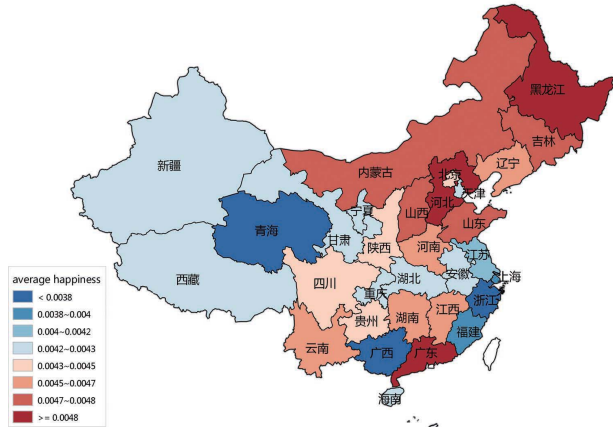 黑龙江
吉林
辽宁
内蒙古
新疆
北京
天津
河北
宁夏
山西
山东
青海
甘肃
陕西
河南
江苏
西藏
四川
湖北
安徽
上海
重庆
浙江
贵州
湖南
江西
福建
云南
广西
广东
海南
average happiness
< 0.0038
0.0038~0.004
0.004~0.0042
0.0042~0.0043
0.0043~0.0045
0.0045~0.0047
0.0047~0.0048
>= 0.0048